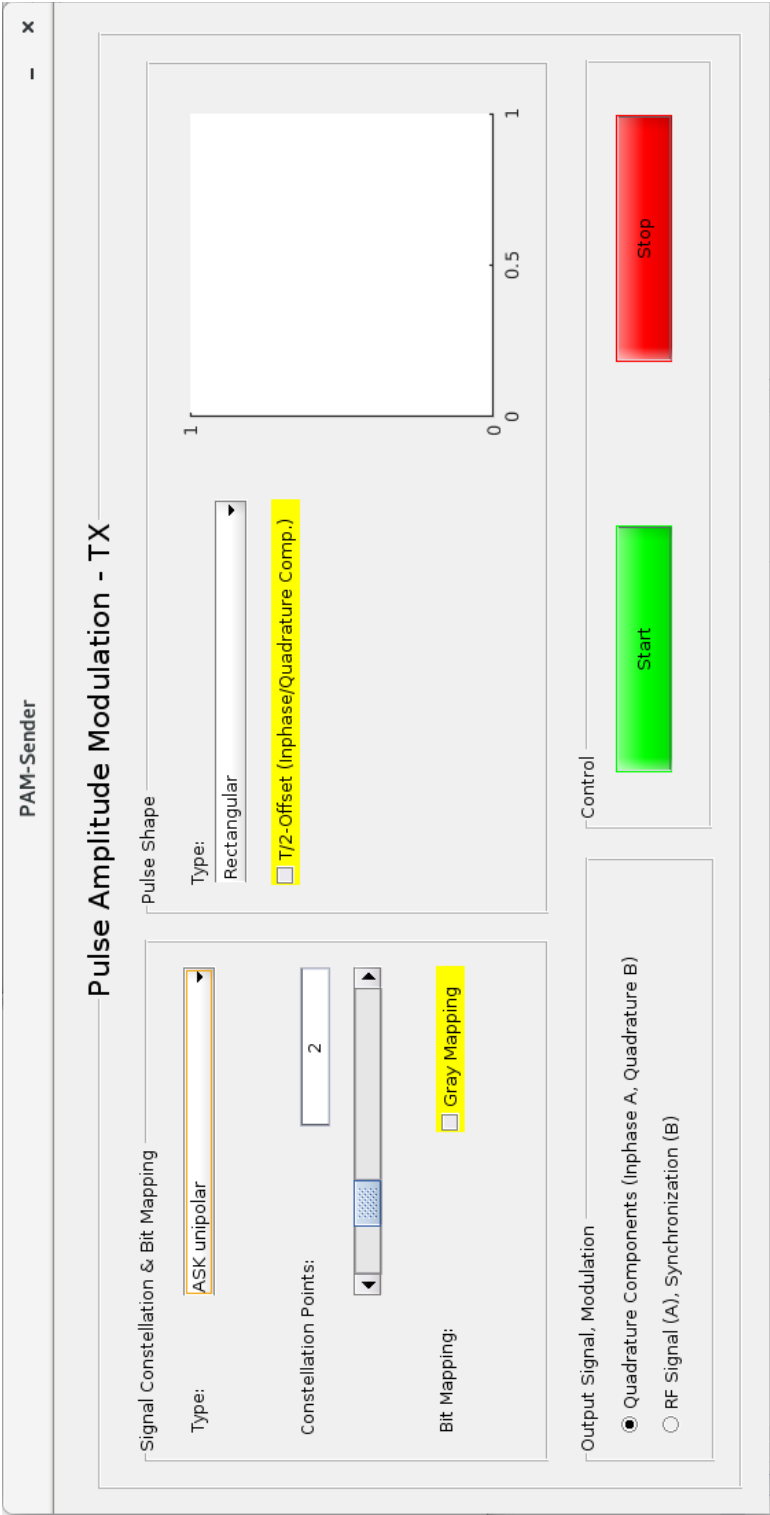 PAM-Sender
Pulse Amplitude Modulation - TX
Signal Constellation & Bit Mapping
Type:
ASK unipolar
Constellation Points:
2
Bit Mapping:
Gray Mapping
Pulse Shape
Type:
Rectangular
T/2-Offset (Inphase/Quadrature Comp.)
1
0
0
0.5
1
Output Signal, Modulation
Quadrature Components (Inphase A, Quadrature B)
RF Signal (A), Synchronization (B)
Control
Start
Stop